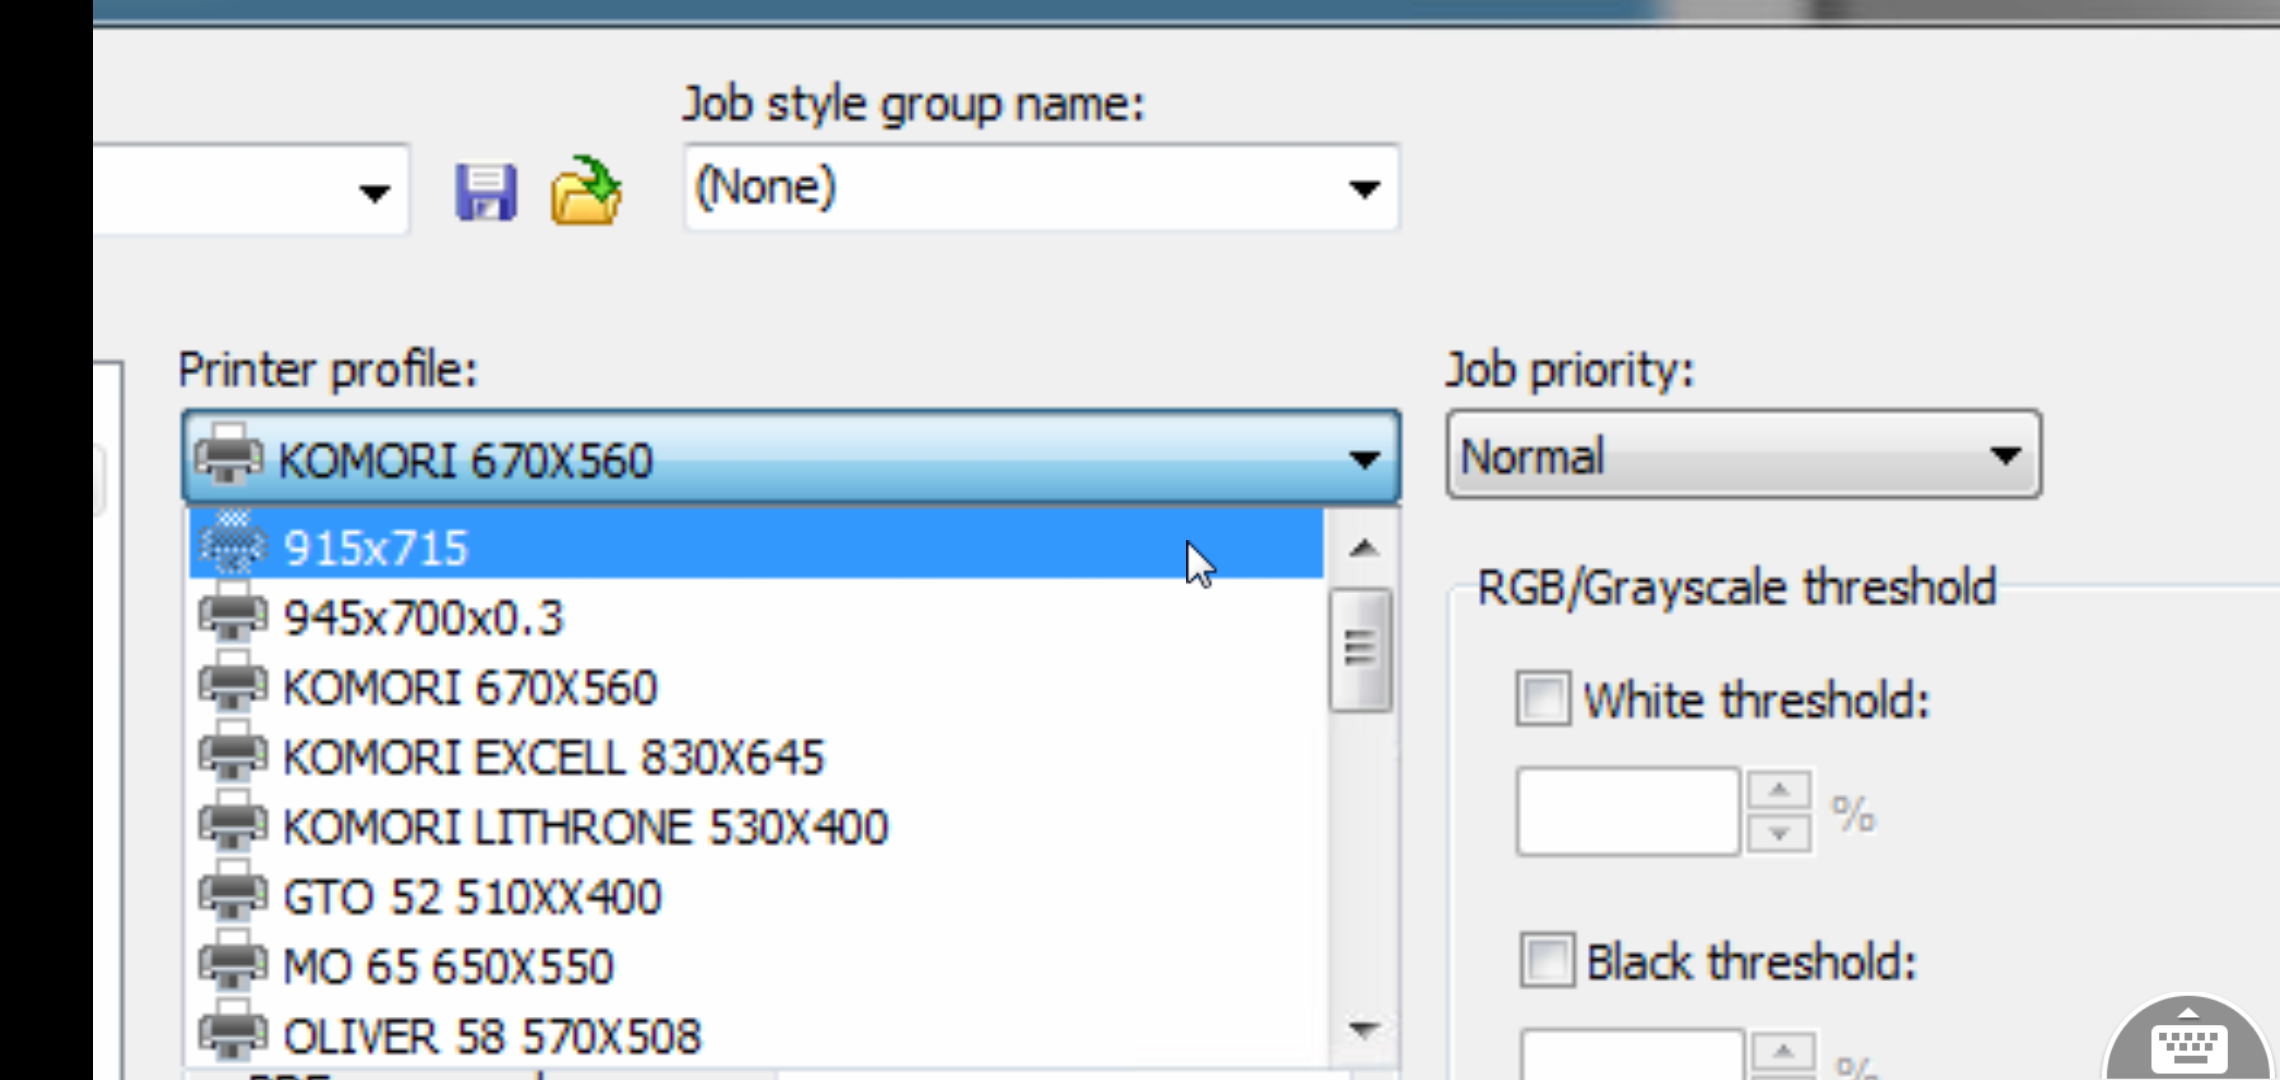 Job style group name:
(None)
Printer profile:
Job priority:
KOMORI 670X560
Normal
915x715
945x700x0.3
KOMORI 670X560
KOMORI EXCELL 830X645
KOMORI LITHRONE 530X400
GTO 52 510XX400
MO 65 650X550
OLIVER 58 570X508
RGB/Grayscale threshold
White threshold:
%
Black threshold:
%